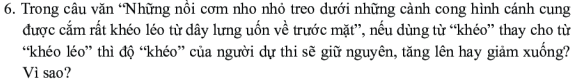 6. Trong câu văn “Những nồi cơm nho nhỏ treo dưới những cành cong hình cánh cung
được cắm rất khéo léo từ dây lưng uốn về trước mặt”, nếu dùng từ “khéo” thay cho từ
“khéo léo” thì độ “khéo” của người dự thi sẽ giữ nguyên, tăng lên hay giảm xuống?
Vì sao?